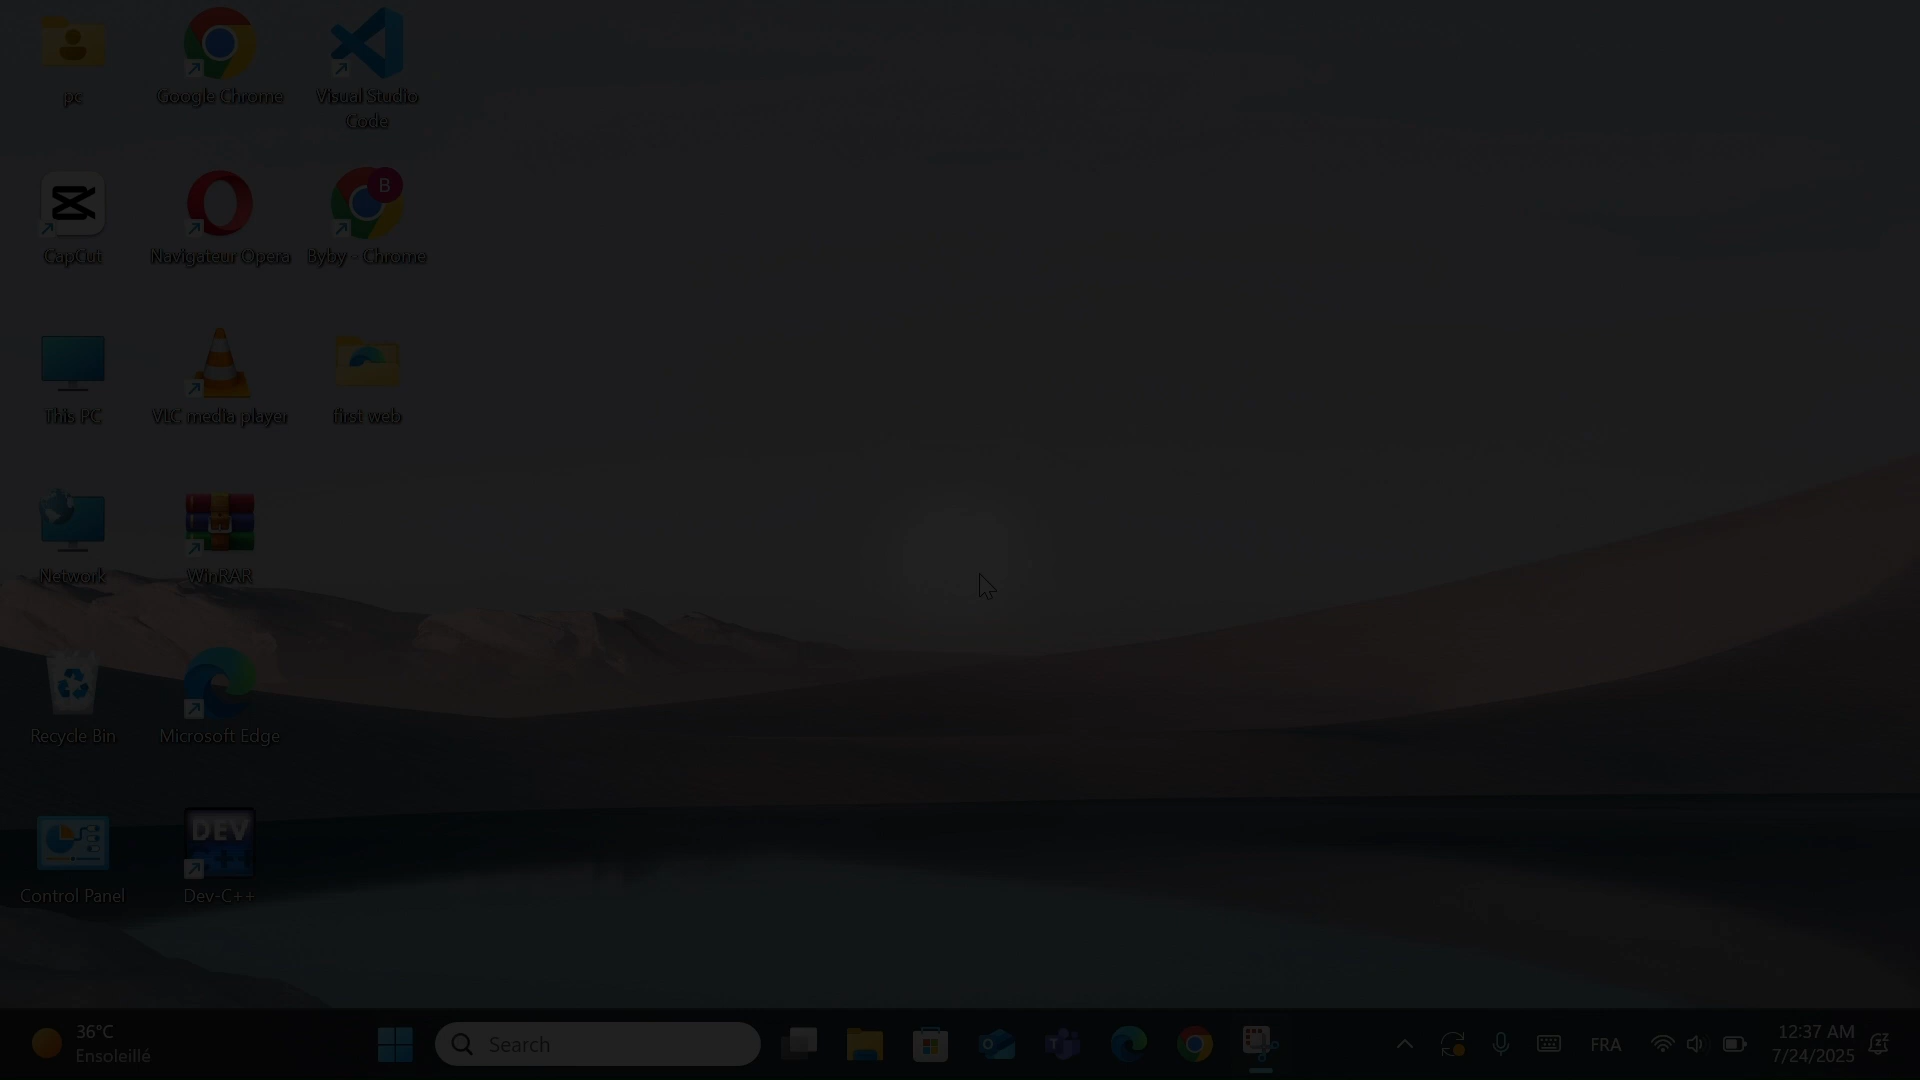 pc
Google Chrome
Visual Studio
Code
B
CapCut
Navigateur Opera
Byby - Chrome
This PC
VLC media player
first web
Network
WinRAR
Recycle Bin
Microsoft Edge
DEV
C++
Control Panel
Dev-C++
36°C
Ensoleillé
Search
FRA
12:37 AM
7/24/2025